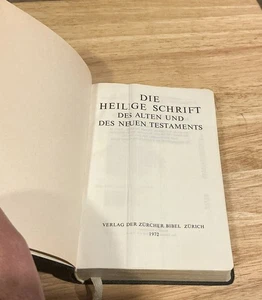 DIE
HEILIGE SCHRIFT
DES ALTEN UND
DES NEUEN TESTAMENTS
VERLAG DER ZÜRCHER BIBEL ZÜRICH
1972